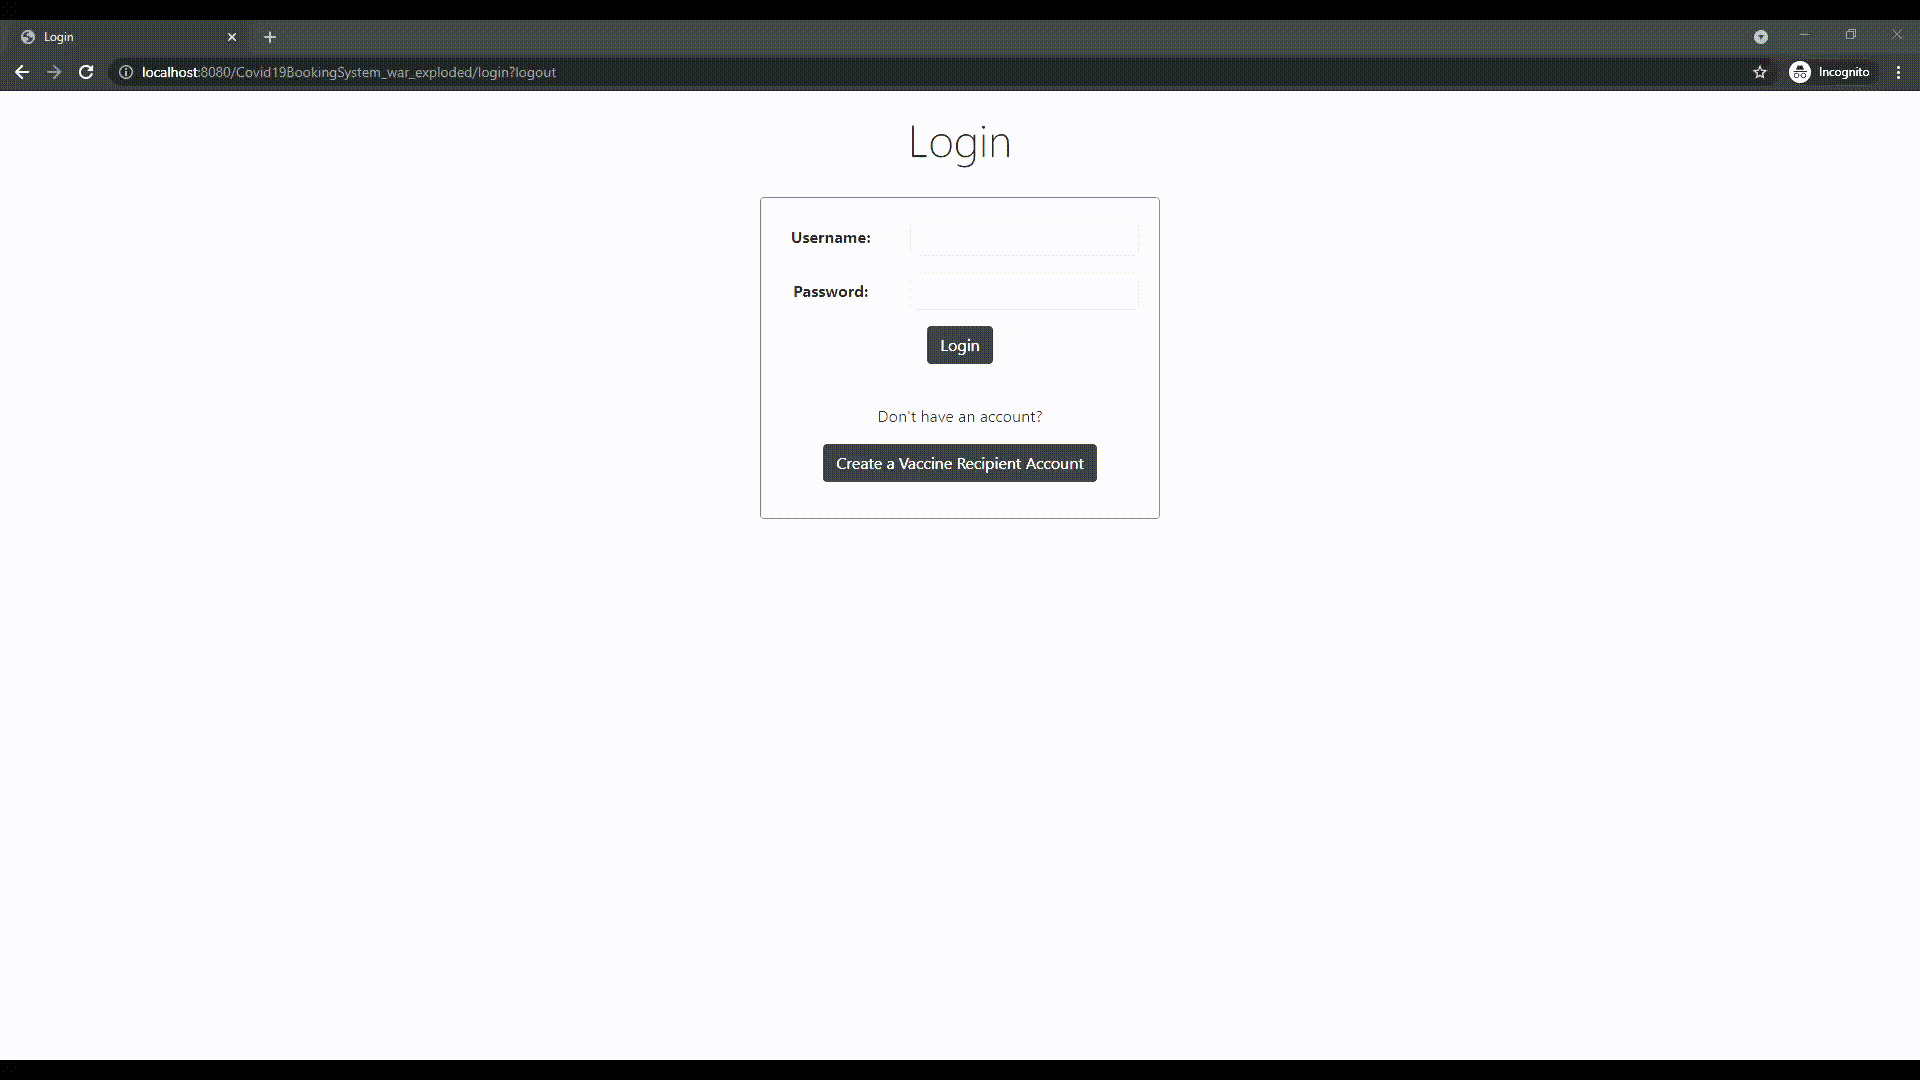 Login
localhost:8080/Covid19BookingSystem_war_exploded/login?logout
Incognito
Login
Username:
Password:
Login
Don't have an account?
Create a Vaccine Recipient Account